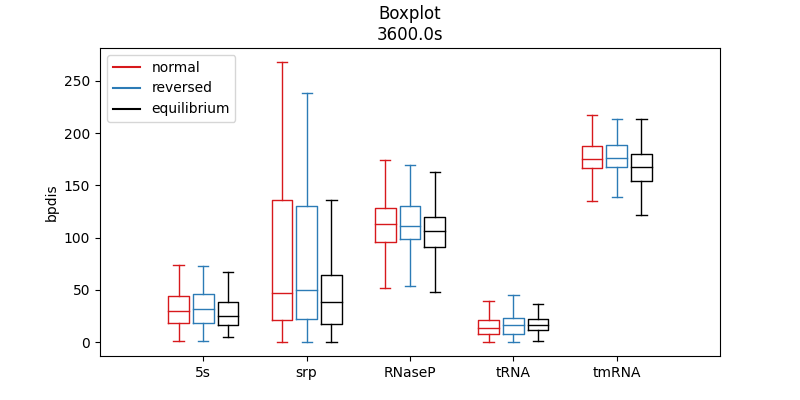 Boxplot
3600.0s
normal
reversed
equilibrium
bpdis
250
200
150
100
50
0
5s
srp
RNaseP
tRNA
tmRNA